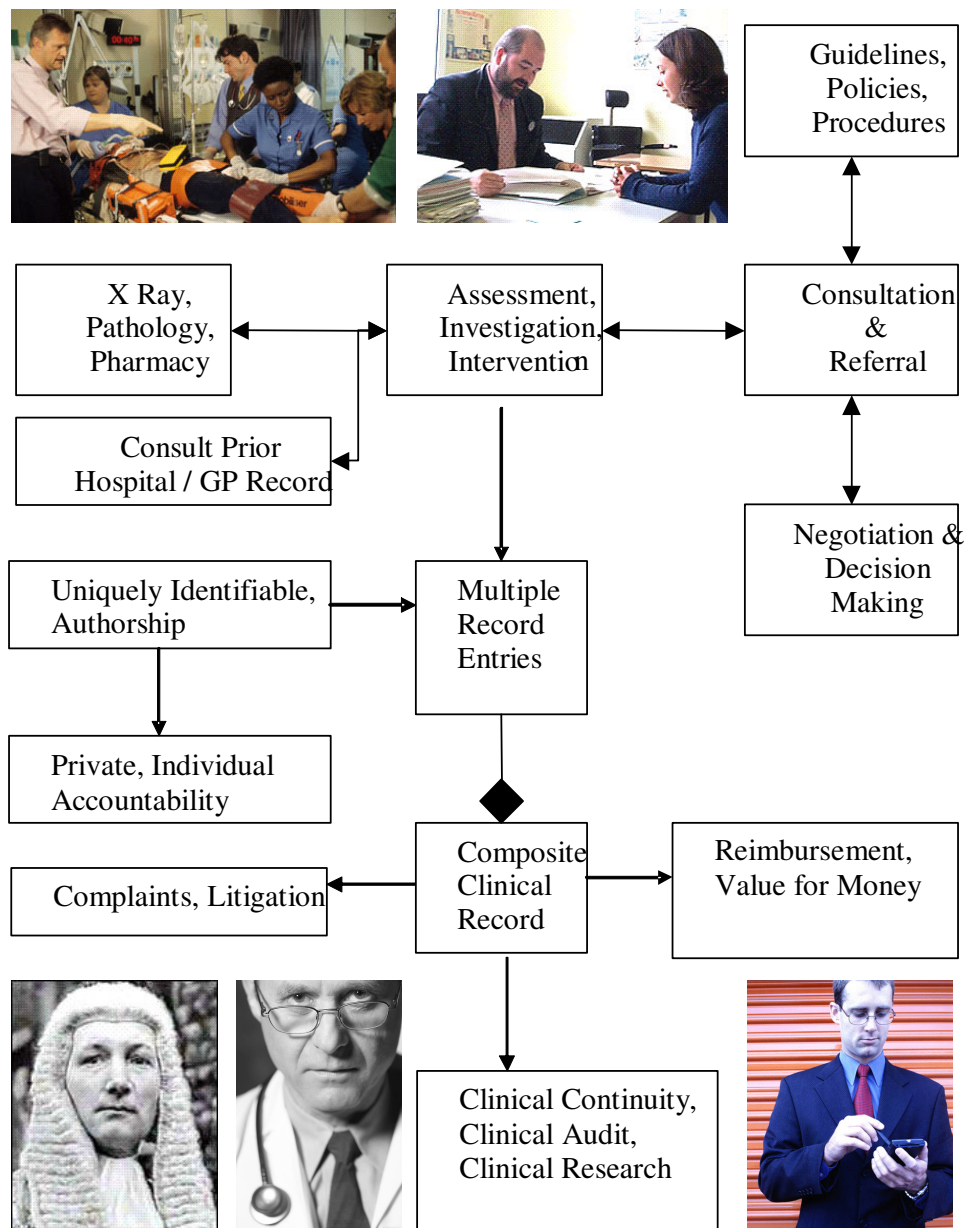 00:40
Guidelines,
Policies,
Procedures
X Ray,
Pathology,
Pharmacy
Assessment,
Investigation,
Intervention
Consultation
&
Referral
Consult Prior
Hospital / GP Record
Negotiation &
Decision
Making
Uniquely Identifiable,
Authorship
Multiple
Record
Entries
Private, Individual
Accountability
Composite
Clinical
Record
Reimbursement,
Value for Money
Complaints, Litigation
Clinical Continuity,
Clinical Audit,
Clinical Research